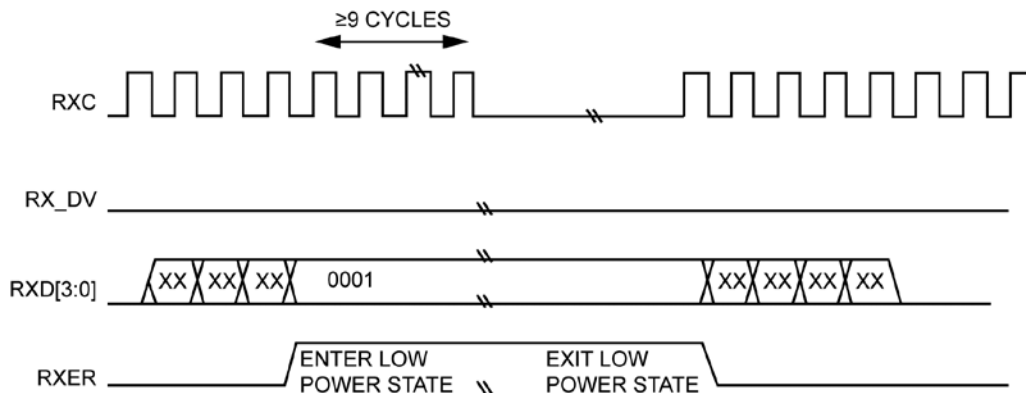 ≥9 CYCLES
RXC
RX_DV
RXD[3:0]
XX XX XX 0001 XX XX XX XX
RXER
ENTER LOW POWER STATE
EXIT LOW POWER STATE